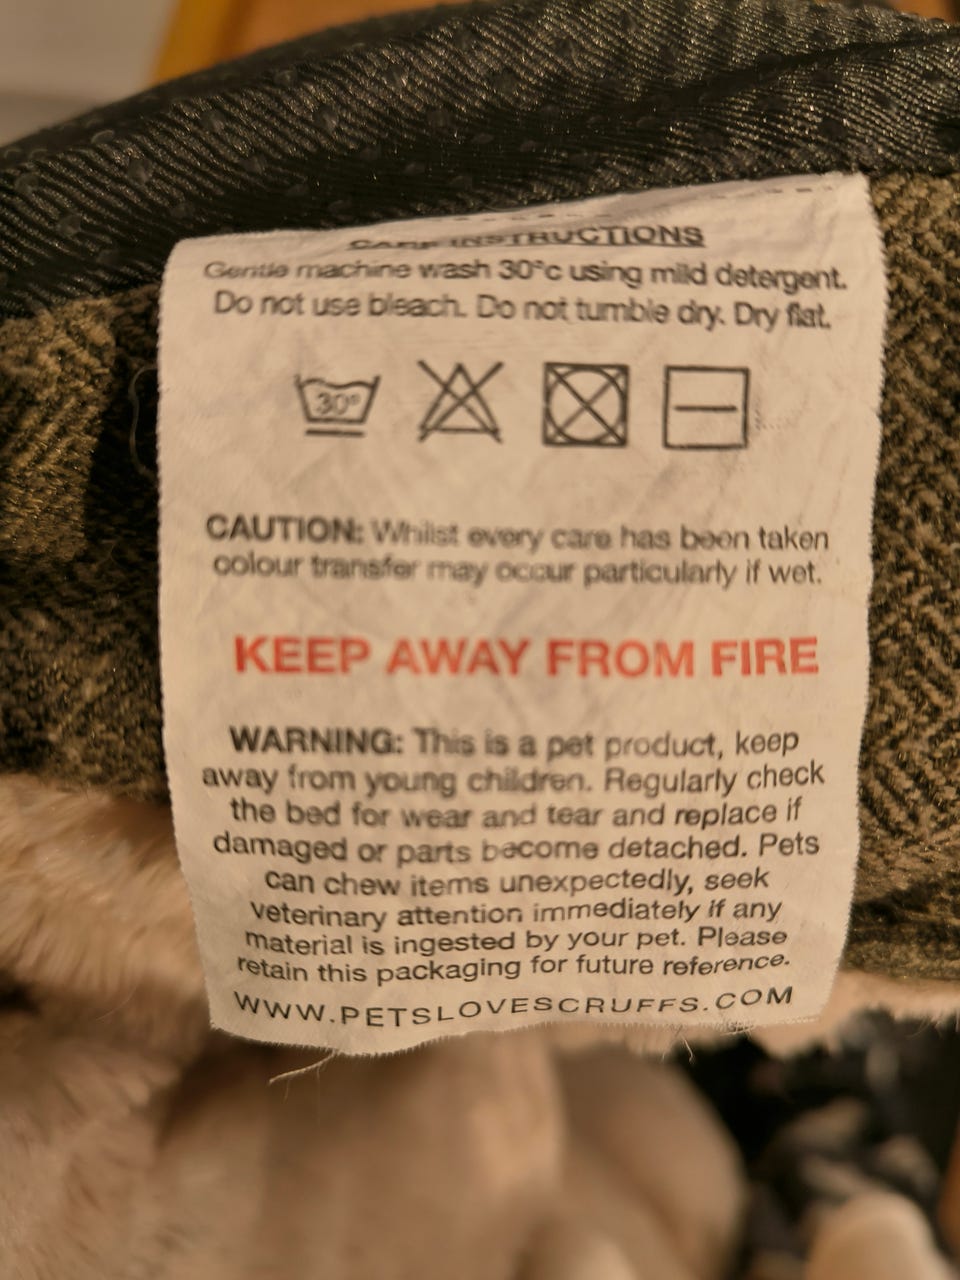 CARE INSTRUCTIONS
Gentle machine wash 30°c using mild detergent.
Do not use bleach. Do not tumble dry. Dry flat.
30°
CAUTION: Whilst every care has been taken
colour transfer may occur particularly if wet.
KEEP AWAY FROM FIRE
WARNING: This is a pet product, keep
away from young children. Regularly check
the bed for wear and tear and replace if
damaged or parts become detached. Pets
can chew items unexpectedly, seek
veterinary attention immediately if any
material is ingested by your pet. Please
retain this packaging for future reference.
WWW.PETSLOVESCRUFFS.COM